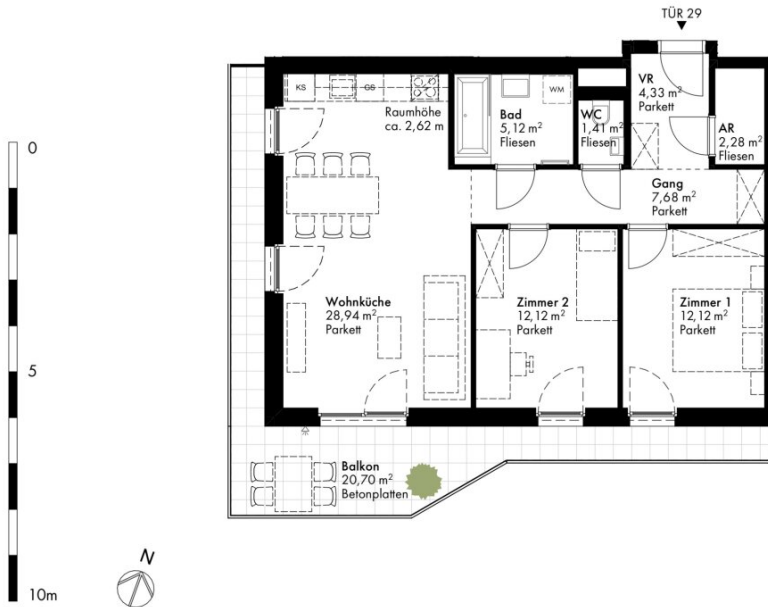 TÜR 29
VR
4,33 m²
Parkett
KS
GS
Raumhöhe
ca. 2,62 m
WM
Bad
5,12 m²
Fliesen
WC
1,41 m²
Fliesen
AR
2,28 m²
Fliesen
Gang
7,68 m²
Parkett
Wohnküche
28,94 m²
Parkett
Zimmer 2
12,12 m²
Parkett
Zimmer 1
12,12 m²
Parkett
Balkon
20,70 m²
Betonplatten
0
5
10m
N